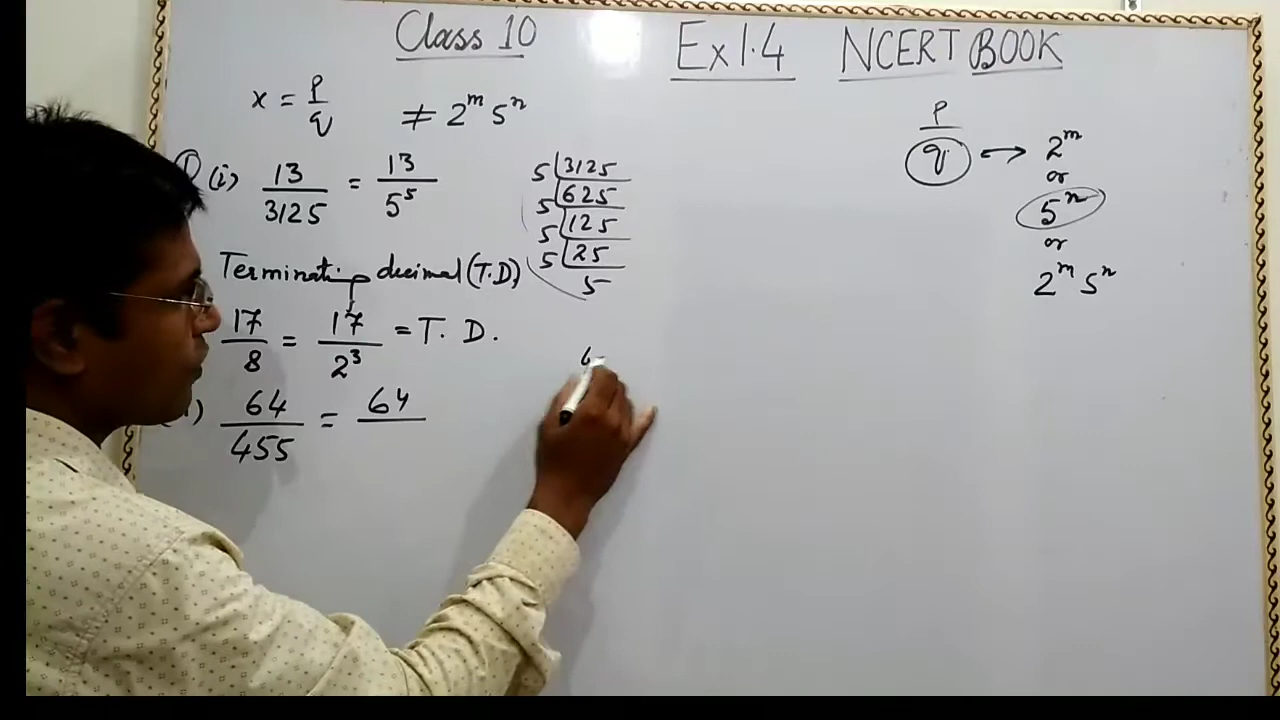 Class 10
Ex 1.4 NCERT BOOK
x = p/q ≠ 2^m 5^n
① (i) 13/3125 = 13/5^5
5 | 3125
5 | 625
5 | 125
5 | 25
5
Terminating decimal (T.D)
17/8 = 17/2^3 = T. D.
) 64/455 = 64
4
p/q → 2^m
or
5^n
or
2^m 5^n